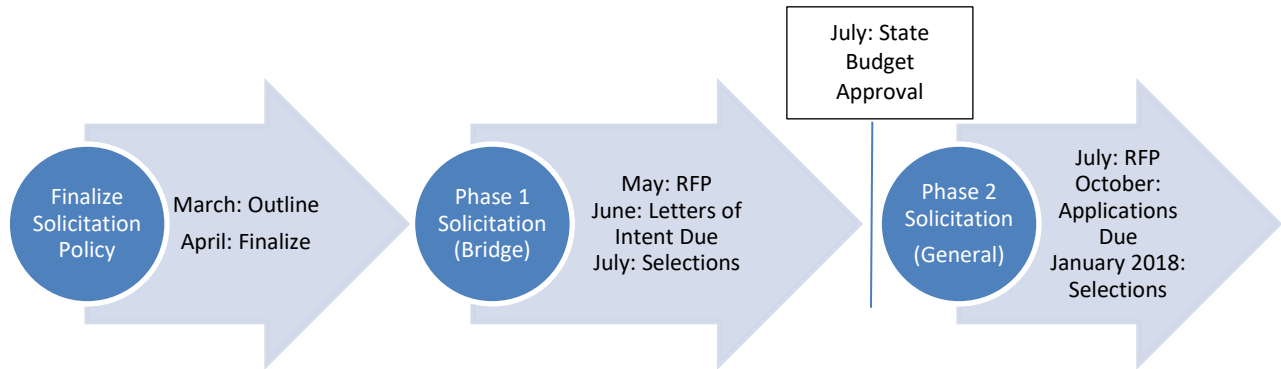 Finalize
Solicitation
Policy
March: Outline
April: Finalize
Phase 1
Solicitation
(Bridge)
May: RFP
June: Letters of
Intent Due
July: Selections
July: State
Budget
Approval
Phase 2
Solicitation
(General)
July: RFP
October:
Applications
Due
January 2018:
Selections